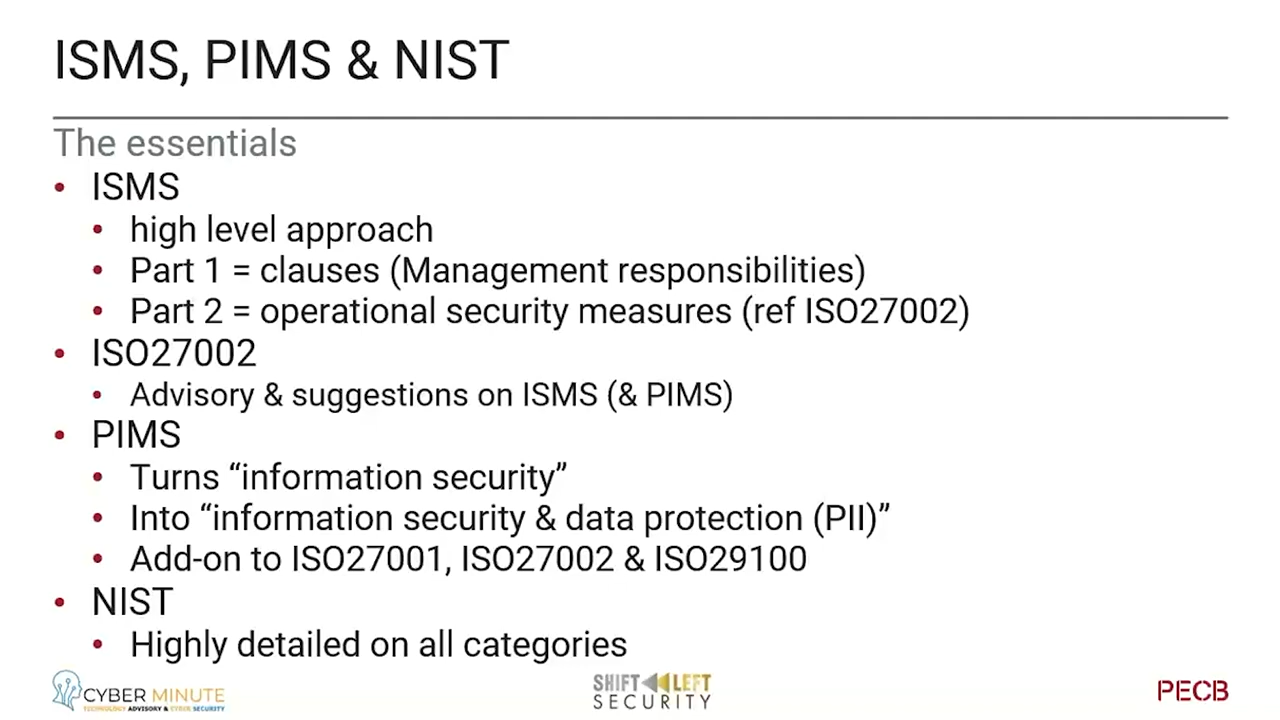 ISMS, PIMS & NIST
The essentials
• ISMS
• high level approach
• Part 1 = clauses (Management responsibilities)
• Part 2 = operational security measures (ref ISO27002)
• ISO27002
• Advisory & suggestions on ISMS (& PIMS)
• PIMS
• Turns “information security”
• Into “information security & data protection (PII)”
• Add-on to ISO27001, ISO27002 & ISO29100
• NIST
• Highly detailed on all categories
CYBER MINUTE
TECHNOLOGY ADVISORY & CYBER SECURITY
SHIFT LEFT
SECURITY
PECB